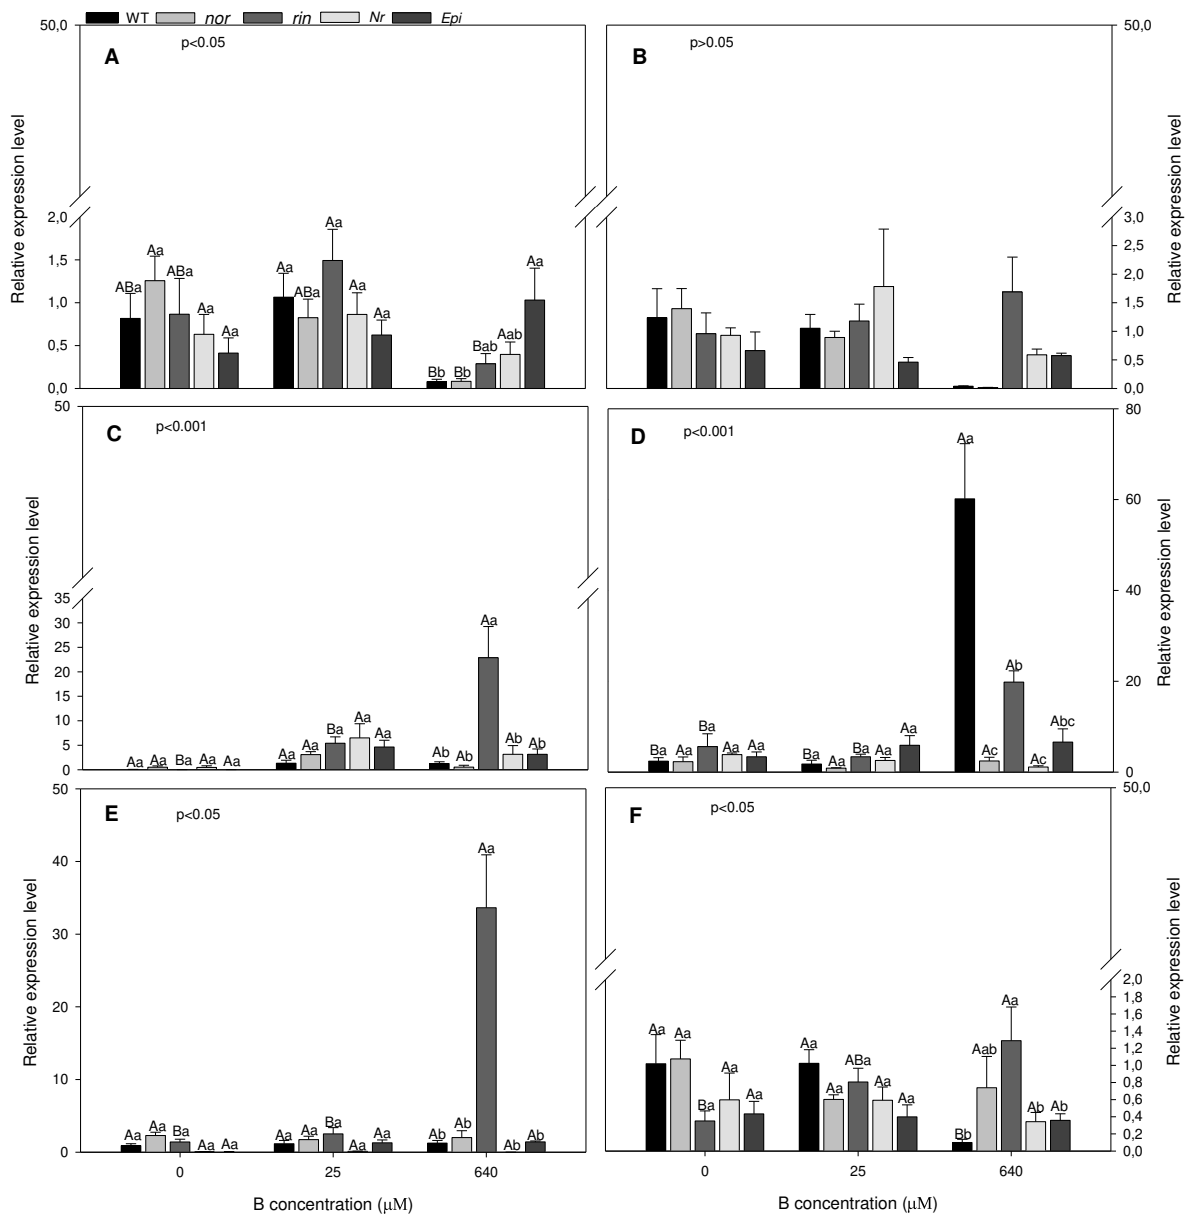 WT nor rin Nr Epi
50,0
A
p<0.05
Relative expression level
2,0
1,5
1,0
0,5
0,0
ABa Aa ABa Aa Aa
Aa ABa Aa Aa Aa
Bb Bb Bab Aab Aa
50,0
B
p>0.05
Relative expression level
3,0
2,5
2,0
1,5
1,0
0,5
0,0
50
C
p<0.001
Relative expression level
35
30
25
20
15
10
5
0
Aa Aa Ba Aa Aa
Aa Aa Ba Aa Aa
Ab Ab Aa Ab Ab
80
D
p<0.001
Relative expression level
60
40
20
0
Ba Aa Ba Aa Aa
Ba Aa Ba Aa Aa
Aa Ac Ab Ac Abc
50
E
p<0.05
Relative expression level
40
30
20
10
0
Aa Aa Ba Aa Aa
Aa Aa Ba Aa Aa
Ab Ab Aa Ab Ab
0 25 640
B concentration (μM)
50,0
F
p<0.05
Relative expression level
2,0
1,8
1,6
1,4
1,2
1,0
0,8
0,6
0,4
0,2
0,0
Aa Aa Ba Aa Aa
Aa Aa ABa Aa Aa
Bb Aab Aa Ab Ab
0 25 640
B concentration (μM)